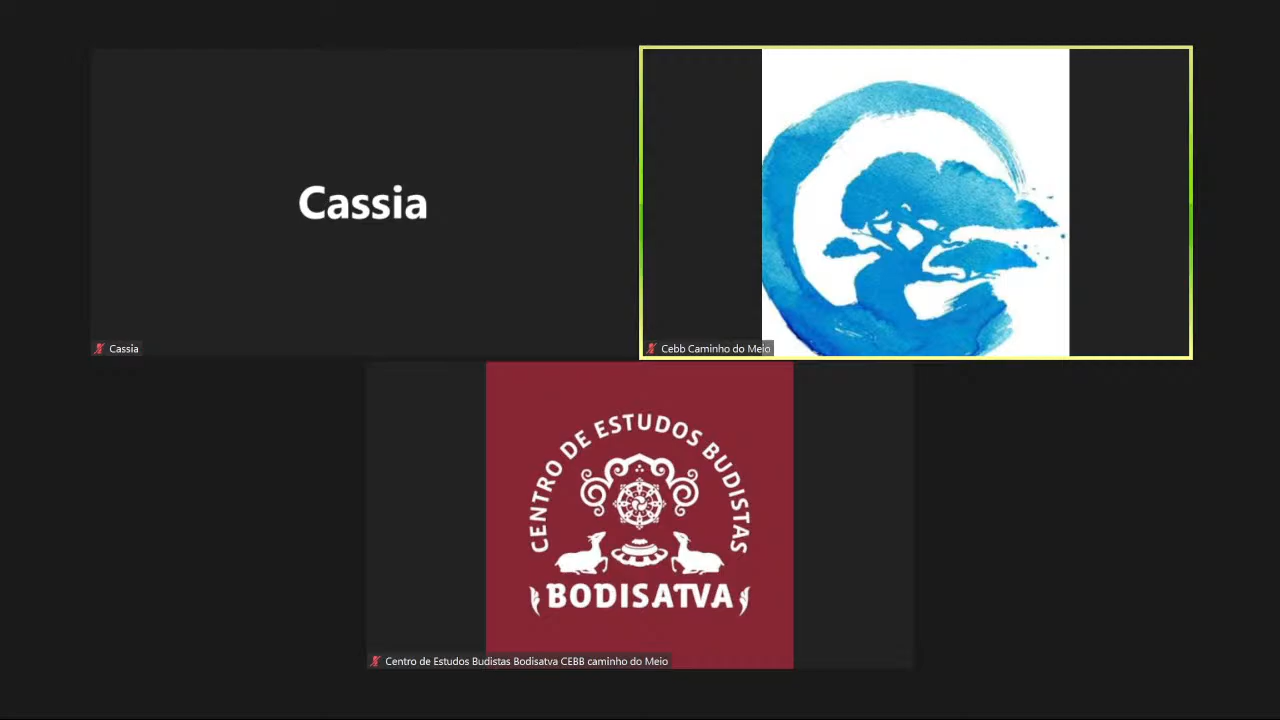 Cassia
Cassia
Cebb Caminho do Meio
CENTRO DE ESTUDOS BUDISTAS
BODISATVA
Centro de Estudos Budistas Bodisatva CEBB caminho do Meio